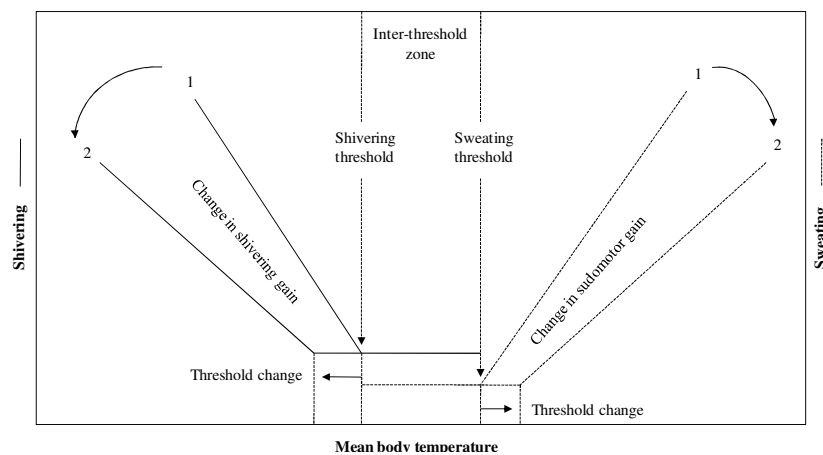 Inter-threshold
zone
1
1
Shivering
threshold
Sweating
threshold
2
2
Change in shivering gain
Change in sudomotor gain
Shivering
Sweating
Threshold change
Threshold change
Mean body temperature